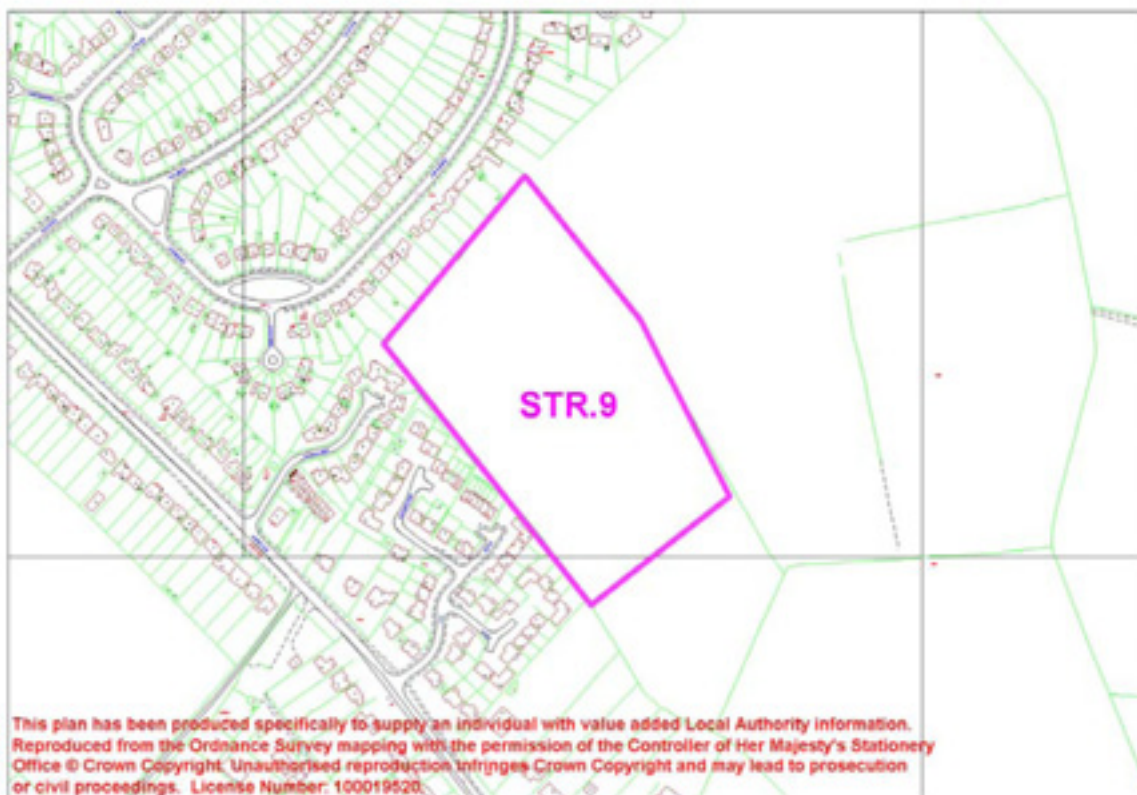 STR.9
This plan has been produced specifically to supply an individual with value added Local Authority information.
Reproduced from the Ordnance Survey mapping with the permission of the Controller of Her Majesty's Stationery
Office © Crown Copyright. Unauthorised reproduction infringes Crown Copyright and may lead to prosecution
or civil proceedings. License Number: 100019520.